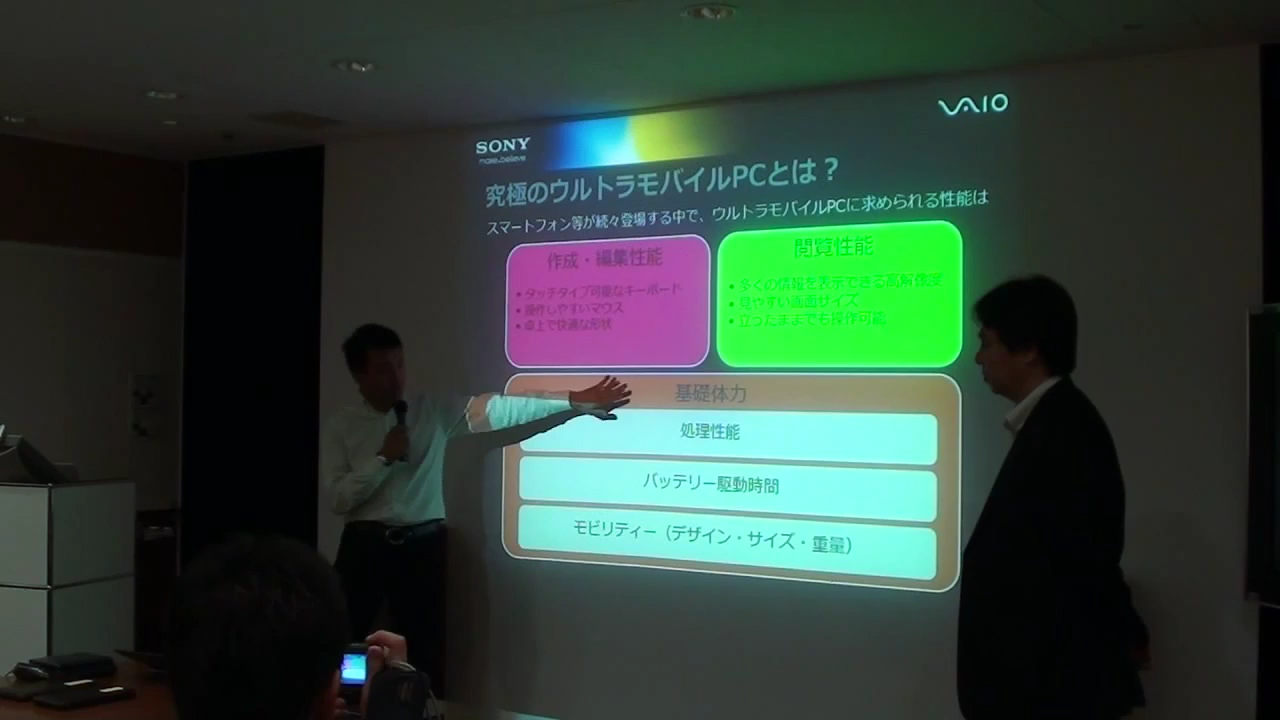 SONY
make.believe
VAIO
究極のウルトラモバイルPCとは？
スマートフォン等が続々登場する中で、ウルトラモバイルPCに求められる性能は
作成・編集性能
• タッチタイプ可能なキーボード
• 操作しやすいマウス
• 卓上で快適な形状
閲覧性能
• 多くの情報を表示できる高解像度
• 見やすい画面サイズ
• 立ったままでも操作可能
基礎体力
処理性能
バッテリー駆動時間
モビリティー（デザイン・サイズ・重量）